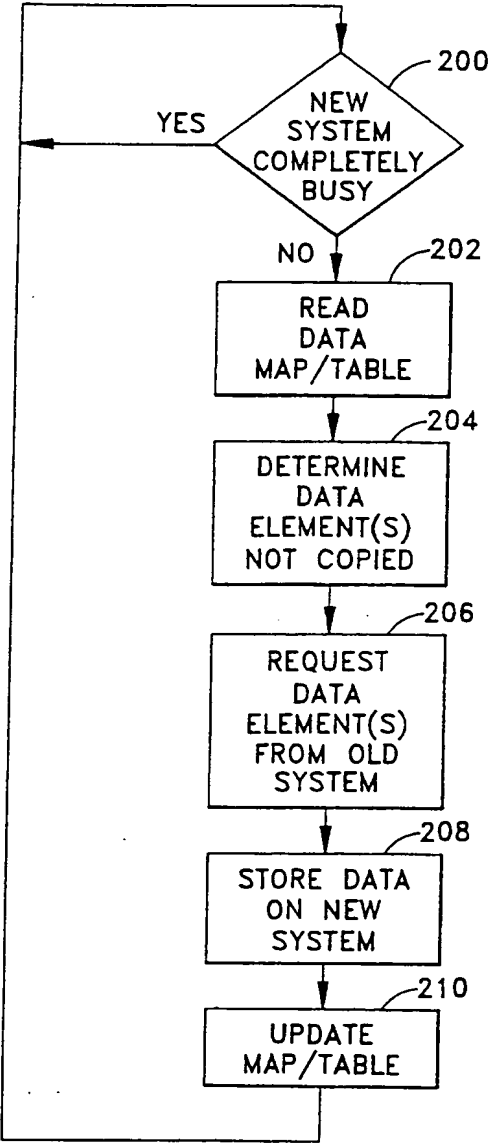 200
NEW
SYSTEM
COMPLETELY
BUSY
YES
NO
202
READ
DATA
MAP/TABLE
204
DETERMINE
DATA
ELEMENT(S)
NOT COPIED
206
REQUEST
DATA
ELEMENT(S)
FROM OLD
SYSTEM
208
STORE DATA
ON NEW
SYSTEM
210
UPDATE
MAP/TABLE